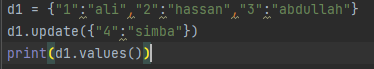 d1 = {"1":"ali","2":"hassan","3":"abdullah"}
d1.update({"4":"simba"})
print(d1.values())